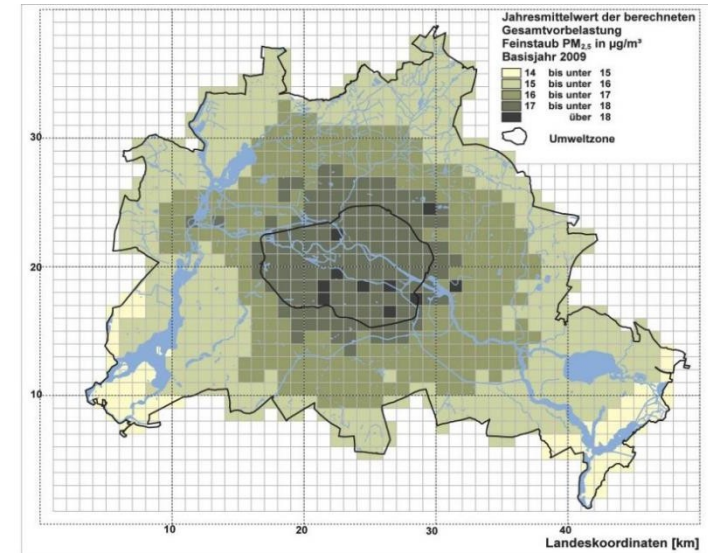 Jahresmittelwert der berechneten
Gesamtvorbelastung
Feinstaub PM2,5 in µg/m³
Basisjahr 2009
14 bis unter 15
15 bis unter 16
16 bis unter 17
17 bis unter 18
über 18
Umweltzone
30
20
10
10 20 30 40
Landeskoordinaten [km]